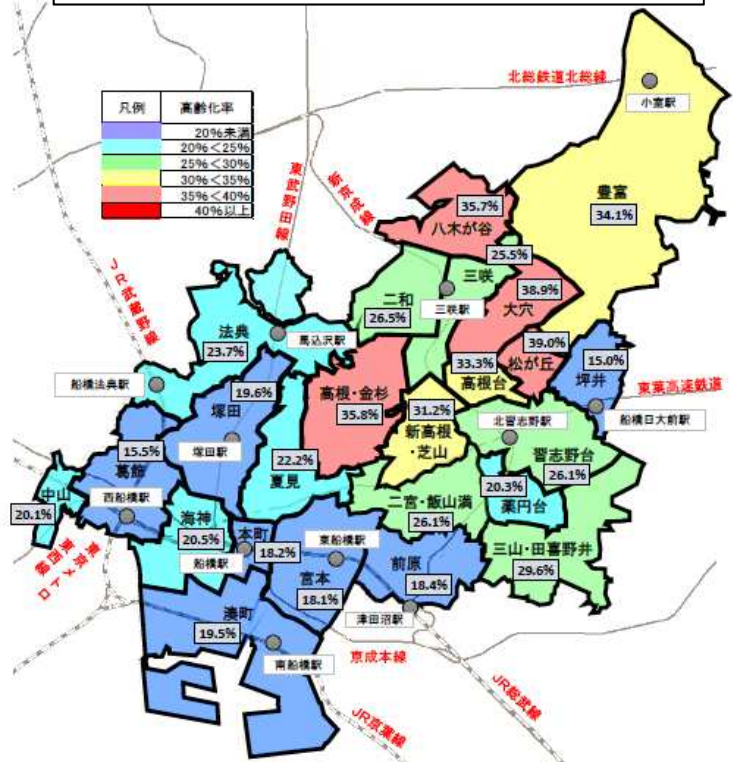 凡例 高齢化率
20%未満
20%<25%
25%<30%
30%<35%
35%<40%
40%以上
北総鉄道北総線
小室駅
豊富
34.1%
東武野田線
新京成線
JR武蔵野線
35.7%
八木が谷
25.5%
三咲
三咲駅
二和
26.5%
38.9%
大穴
39.0%
松が丘
33.3%
高根台
15.0%
坪井
東葉高速鉄道
船橋日大前駅
法典
23.7%
馬込沢駅
船橋法典駅
19.6%
塚田
塚田駅
高根・金杉
35.8%
31.2%
新高根
・芝山
北習志野駅
習志野台
26.1%
15.5%
葛飾
西船橋駅
22.2%
夏見
20.3%
薬円台
中山
20.1%
海神
20.5%
船橋駅
本町
18.2%
二宮・飯山満
26.1%
三山・田喜野井
29.6%
東京メトロ
東西線
東船橋駅
宮本
18.1%
前原
18.4%
津田沼駅
湊町
19.5%
南船橋駅
京成本線
JR総武線
JR京葉線